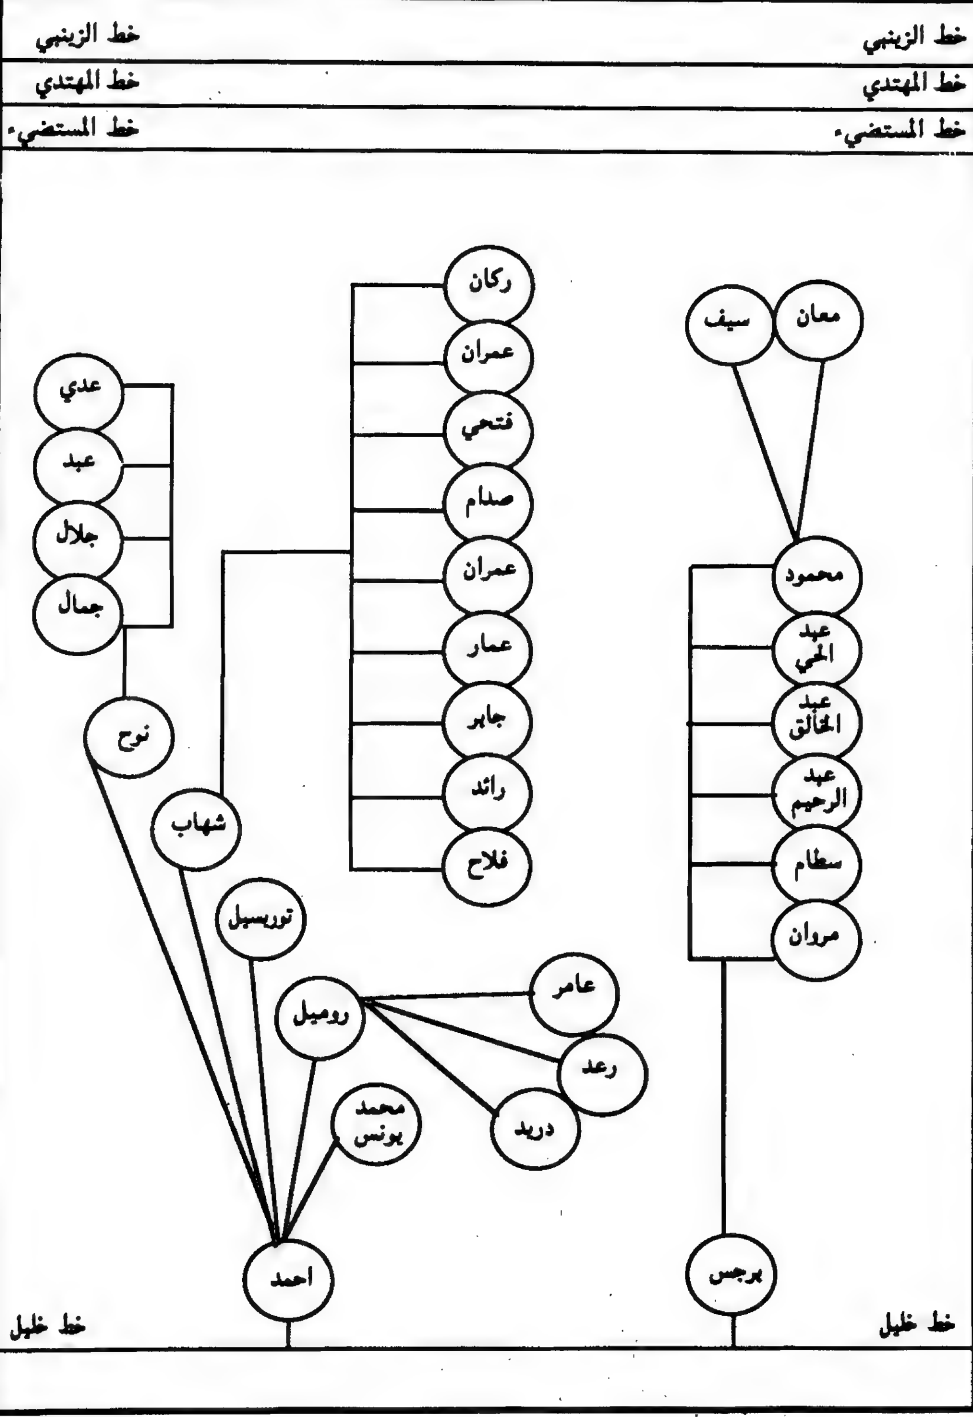 خط الزينبي
خط الزينبي
خط المهتدي
خط المهتدي
خط المستضيء
خط المستضيء
معان
سيف
محمود
عبد
الحي
عبد
الخالق
عبد
الرحيم
سطام
مروان
برجس
ركان
عمران
فتحي
صدام
عمران
عمار
جابر
رائد
فلاح
عدي
عبد
جلال
جمال
نوح
شهاب
توريسيل
روميل
عامر
رعد
دريد
محمد
يونس
احمد
خط خليل
خط خليل